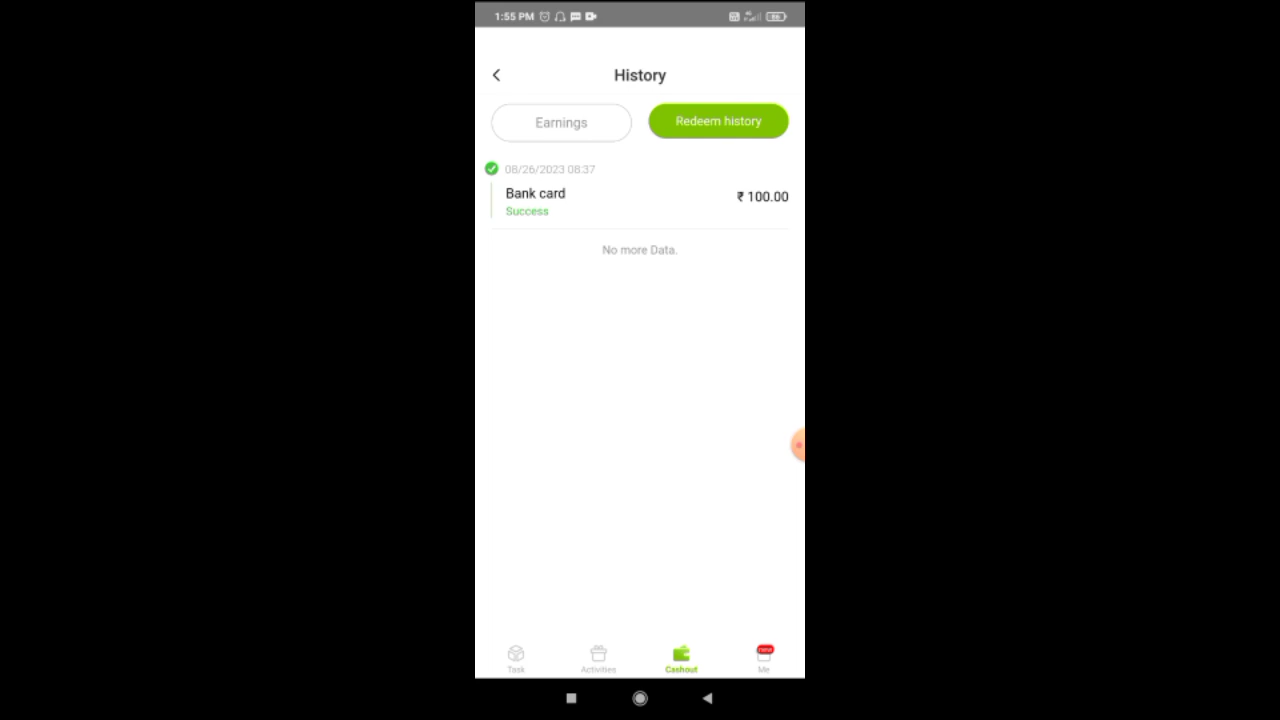 1:55 PM
History
Earnings
Redeem history
08/26/2023 08:37
Bank card
₹ 100.00
Success
No more Data.
new
Task
Activities
Cashout
Me